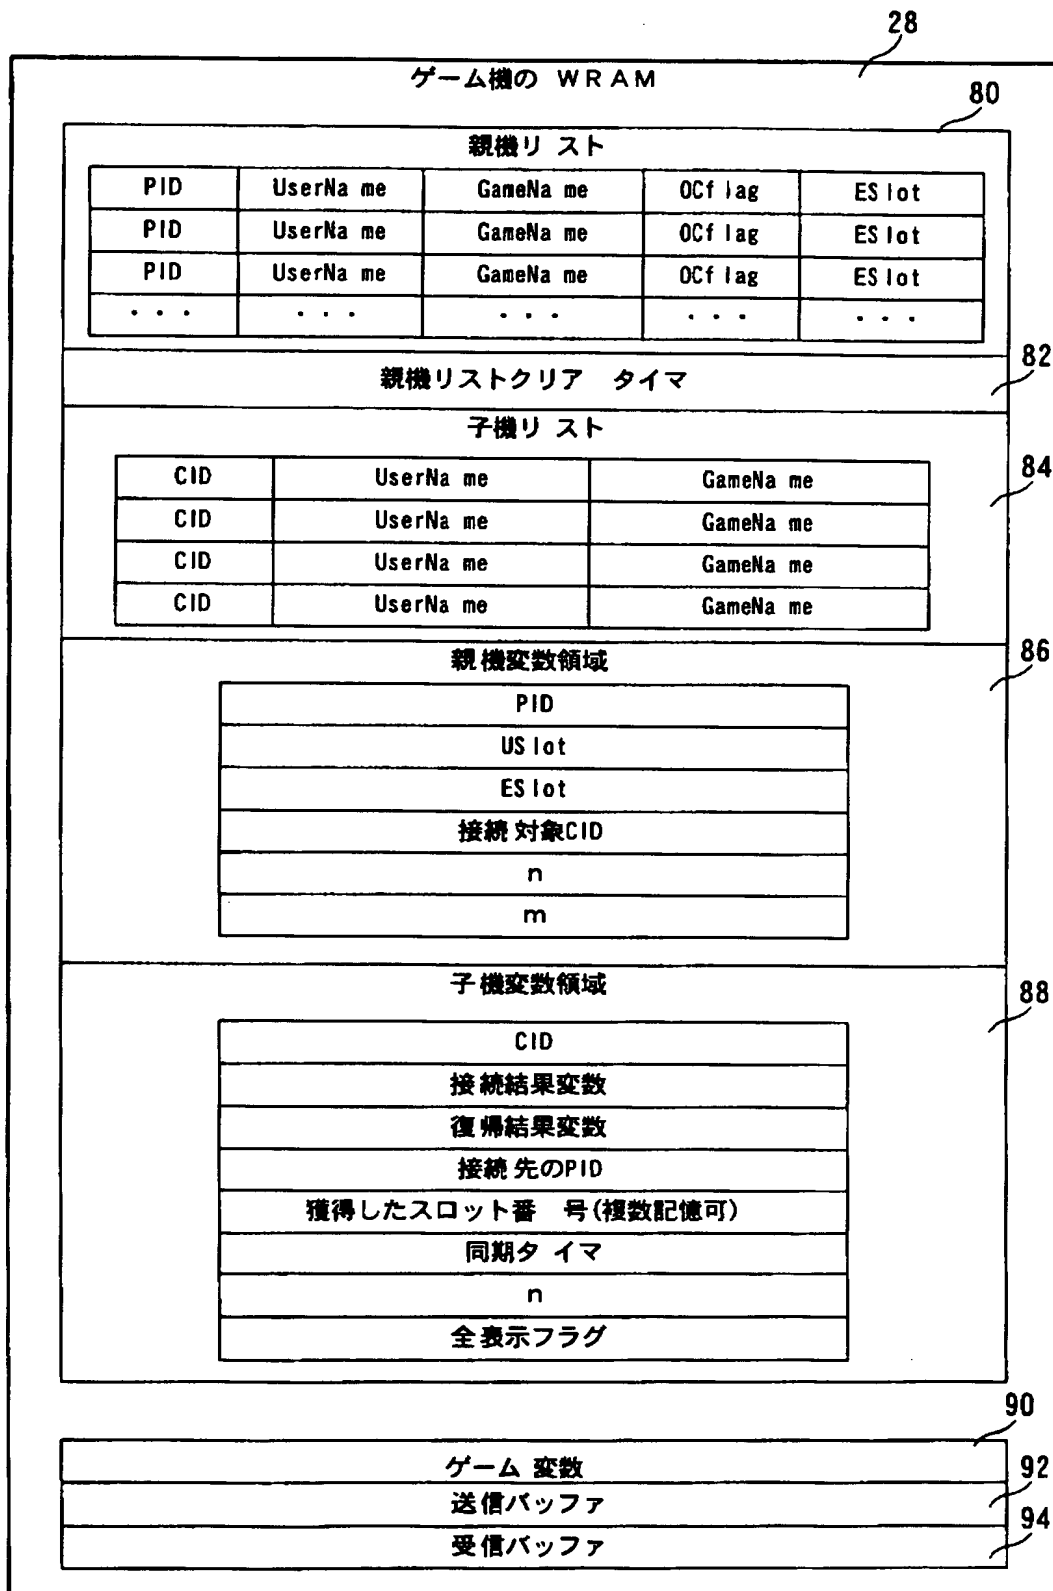 28
ゲーム機の WRAM
80
親機リスト
PID UserName GameName OCflag ESlot
PID UserName GameName OCflag ESlot
PID UserName GameName OCflag ESlot
・・・ ・・・ ・・・ ・・・ ・・・
82
親機リストクリア タイマ
子機リスト
84
CID UserName GameName
CID UserName GameName
CID UserName GameName
CID UserName GameName
86
親機変数領域
PID
USlot
ESlot
接続対象CID
n
m
子機変数領域
88
CID
接続結果変数
復帰結果変数
接続先のPID
獲得したスロット番 号(複数記憶可)
同期タイマ
n
全表示フラグ
90
ゲーム変数
92
送信バッファ
94
受信バッファ